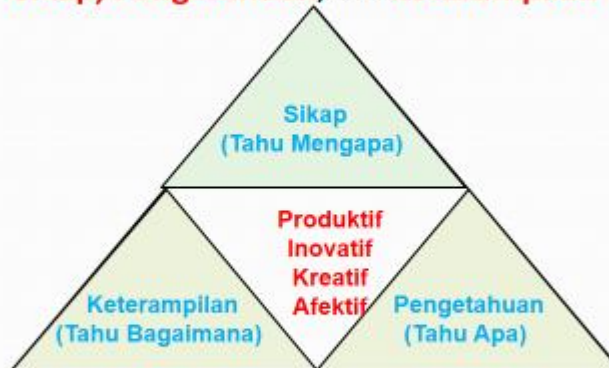 Sikap
(Tahu Mengapa)
Produktif
Inovatif
Kreatif
Afektif
Keterampilan
(Tahu Bagaimana)
Pengetahuan
(Tahu Apa)